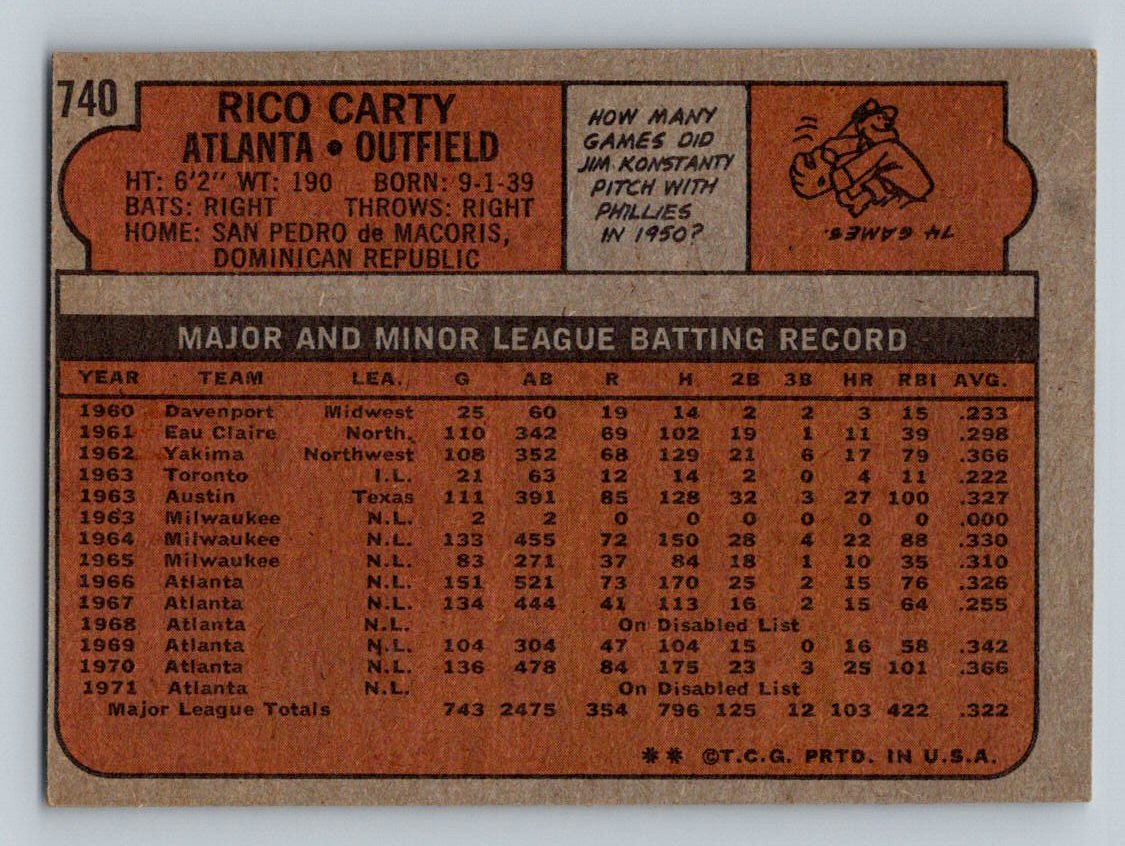 740
RICO CARTY
ATLANTA • OUTFIELD
HT: 6'2" WT: 190 BORN: 9-1-39
BATS: RIGHT THROWS: RIGHT
HOME: SAN PEDRO de MACORIS,
DOMINICAN REPUBLIC
HOW MANY
GAMES DID
JIM KONSTANTY
PITCH WITH
PHILLIES
IN 1950?
74 GAMES.
MAJOR AND MINOR LEAGUE BATTING RECORD
YEAR TEAM LEA. G AB R H 2B 3B HR RBI AVG.
1960 Davenport Midwest 25 60 19 14 2 2 3 15 .233
1961 Eau Claire North. 110 342 69 102 19 1 11 39 .298
1962 Yakima Northwest 108 352 68 129 21 6 17 79 .366
1963 Toronto I.L. 21 63 12 14 2 0 4 11 .222
1963 Austin Texas 111 391 85 128 32 3 27 100 .327
1963 Milwaukee N.L. 2 2 0 0 0 0 0 0 .000
1964 Milwaukee N.L. 133 455 72 150 28 4 22 88 .330
1965 Milwaukee N.L. 83 271 37 84 18 1 10 35 .310
1966 Atlanta N.L. 151 521 73 170 25 2 15 76 .326
1967 Atlanta N.L. 134 444 41 113 16 2 15 64 .255
1968 Atlanta N.L. On Disabled List
1969 Atlanta N.L. 104 304 47 104 15 0 16 58 .342
1970 Atlanta N.L. 136 478 84 175 23 3 25 101 .366
1971 Atlanta N.L. On Disabled List
Major League Totals 743 2475 354 796 125 12 103 422 .322
** ©T.C.G. PRTD. IN U.S.A.